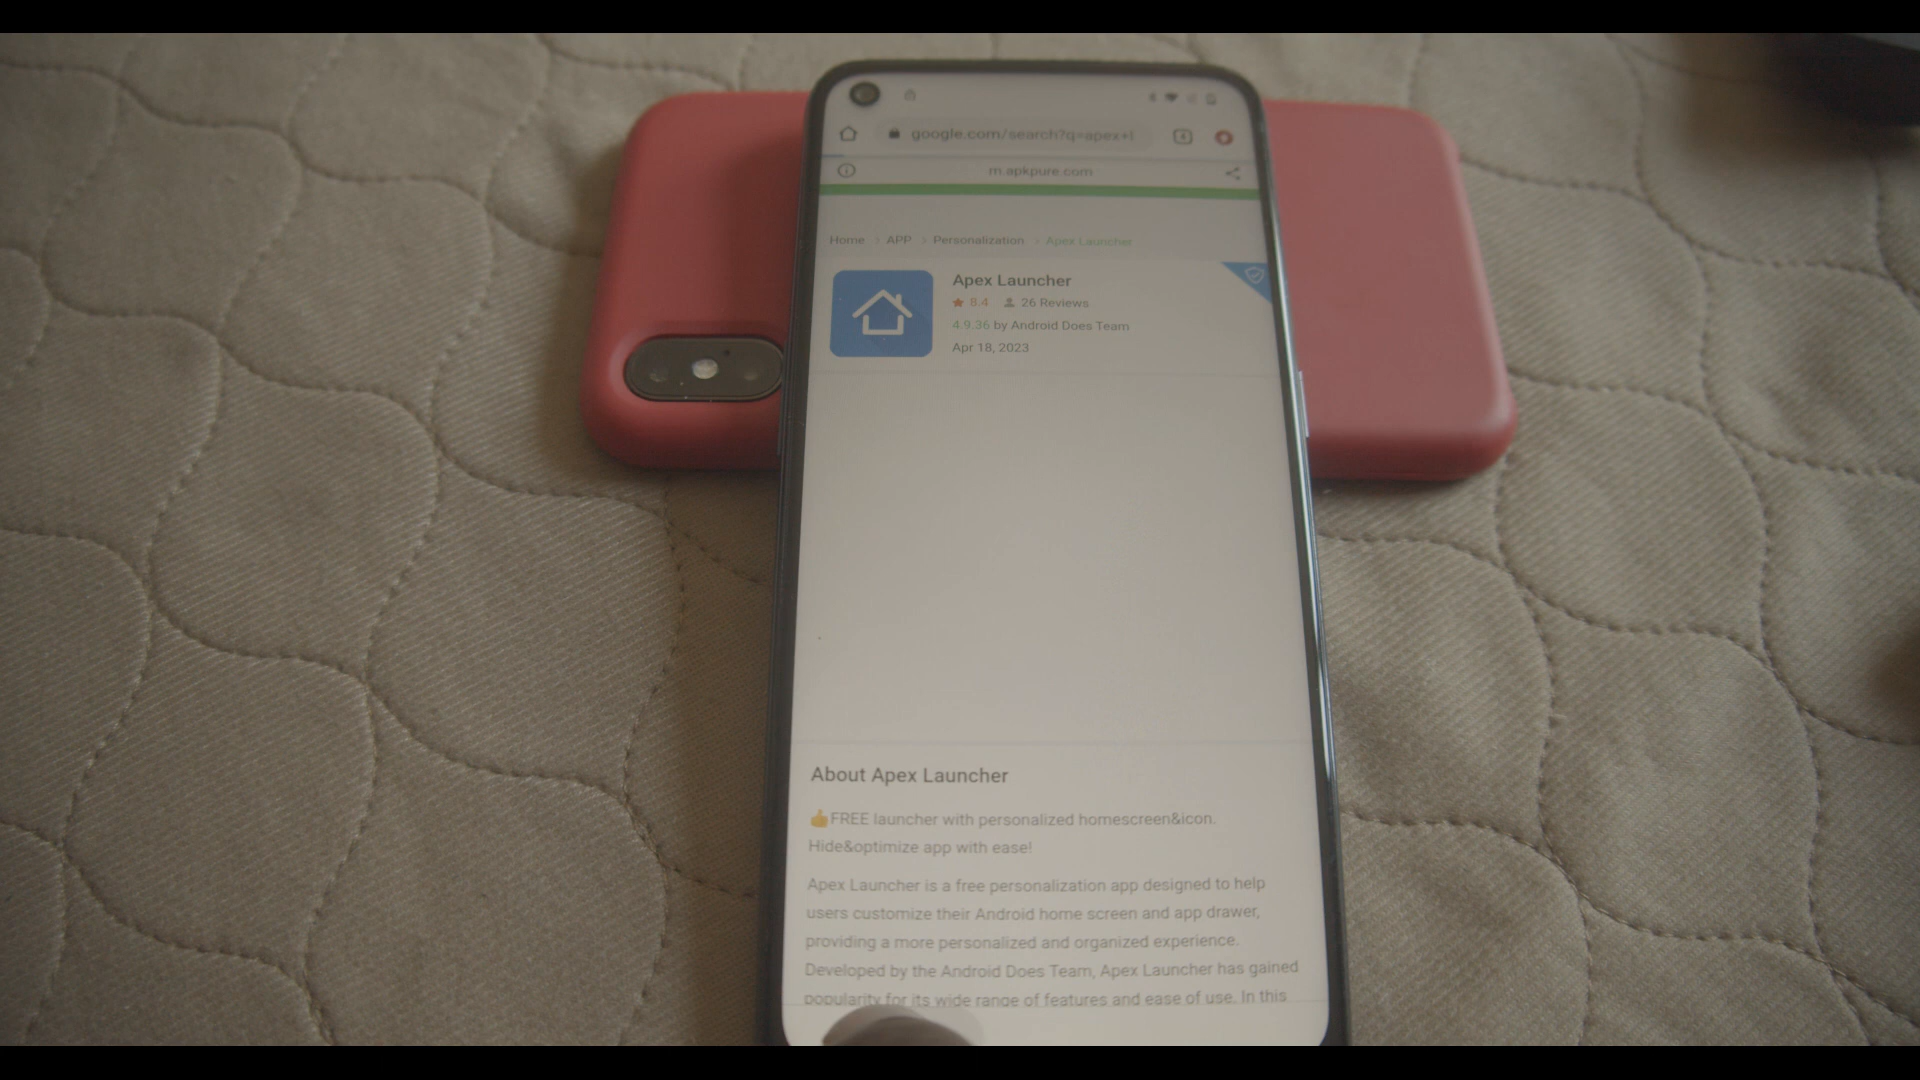 google.com/search?q=apex+l
m.apkpure.com
Home > APP > Personalization > Apex Launcher
Apex Launcher
8.4 26 Reviews
4.9.36 by Android Does Team
Apr 18, 2023
About Apex Launcher
👍FREE launcher with personalized homescreen&icon.
Hide&optimize app with ease!
Apex Launcher is a free personalization app designed to help
users customize their Android home screen and app drawer,
providing a more personalized and organized experience.
Developed by the Android Does Team, Apex Launcher has gained
popularity for its wide range of features and ease of use. In this